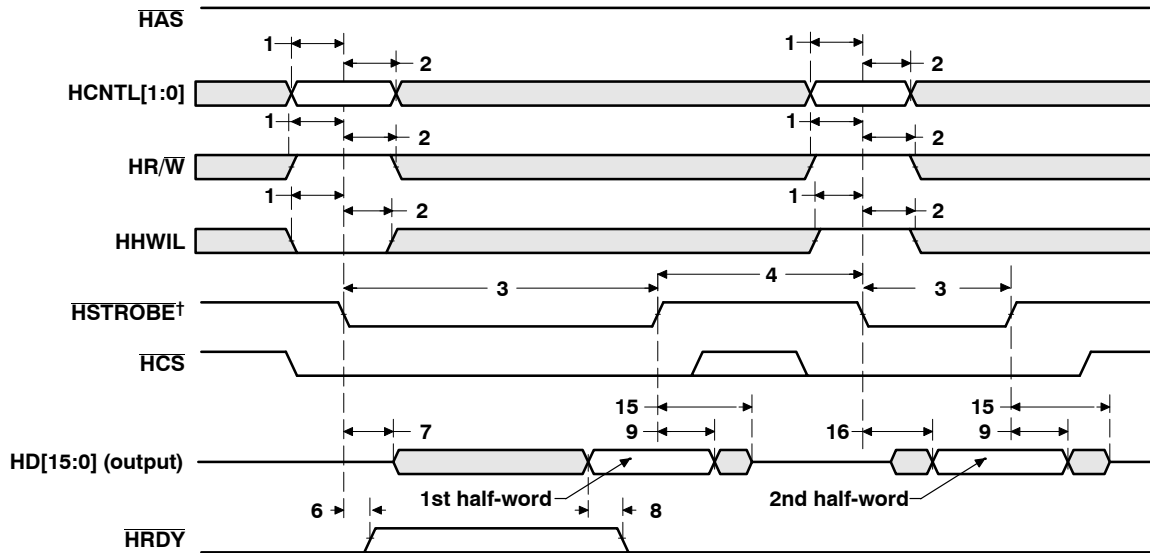 HAS
1
1
2
2
HCNTL[1:0]
1
1
2
2
HR/W
1
1
2
2
HHWIL
3
4
3
HSTROBE†
HCS
15
15
7
9
16
9
HD[15:0] (output)
1st half-word
2nd half-word
6
8
HRDY